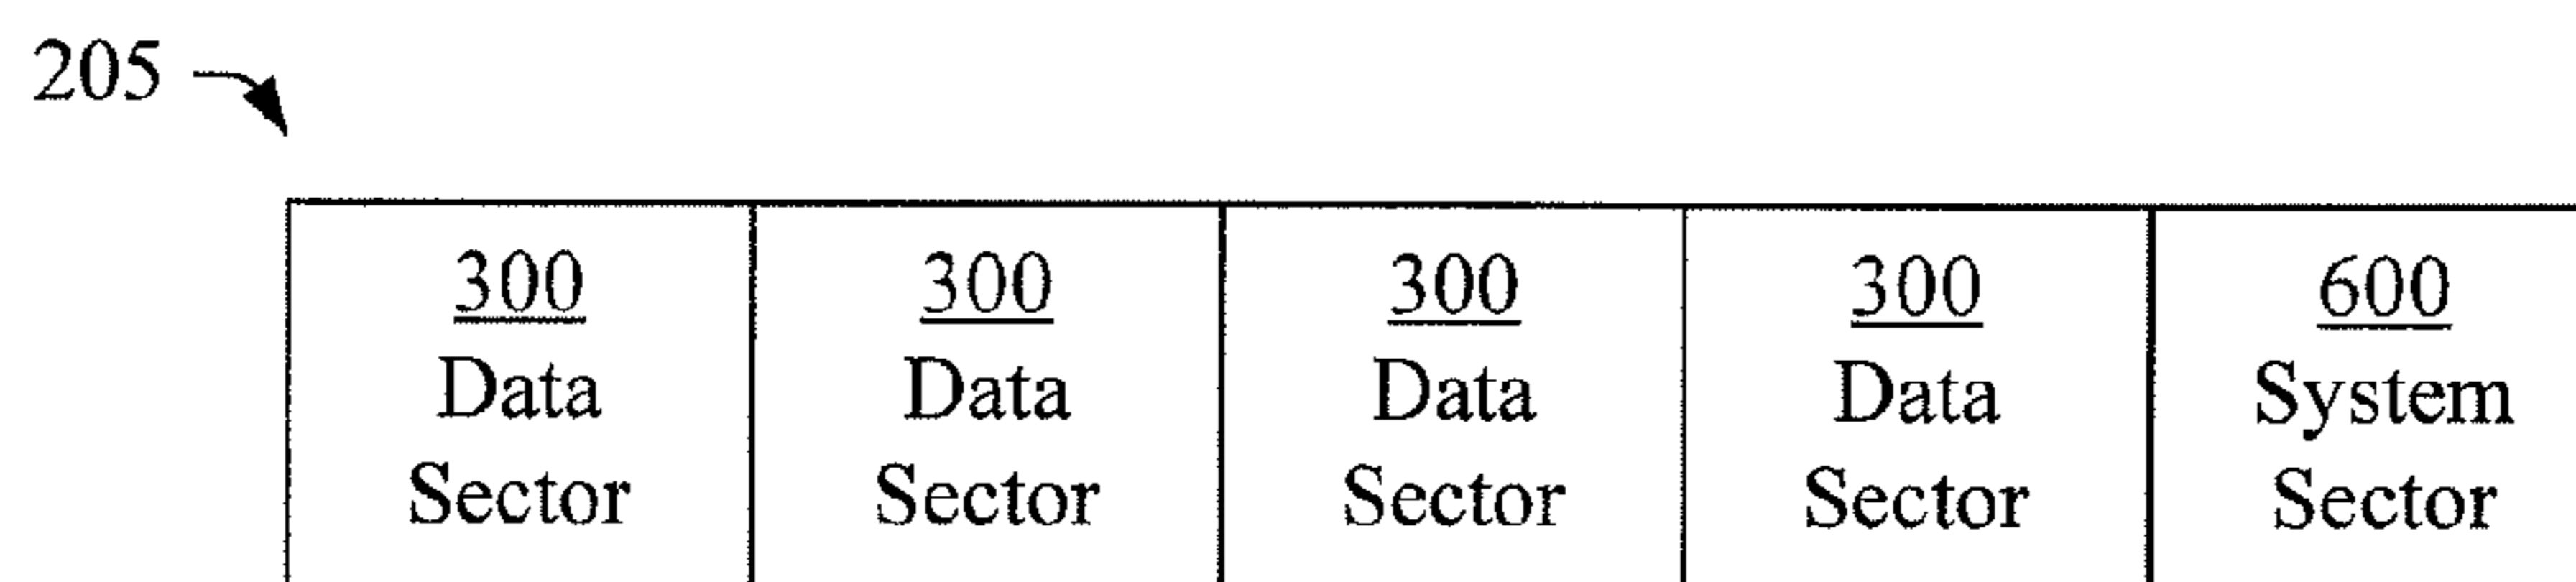 205
300 300 300 300 600
Data Data Data Data System
Sector Sector Sector Sector Sector